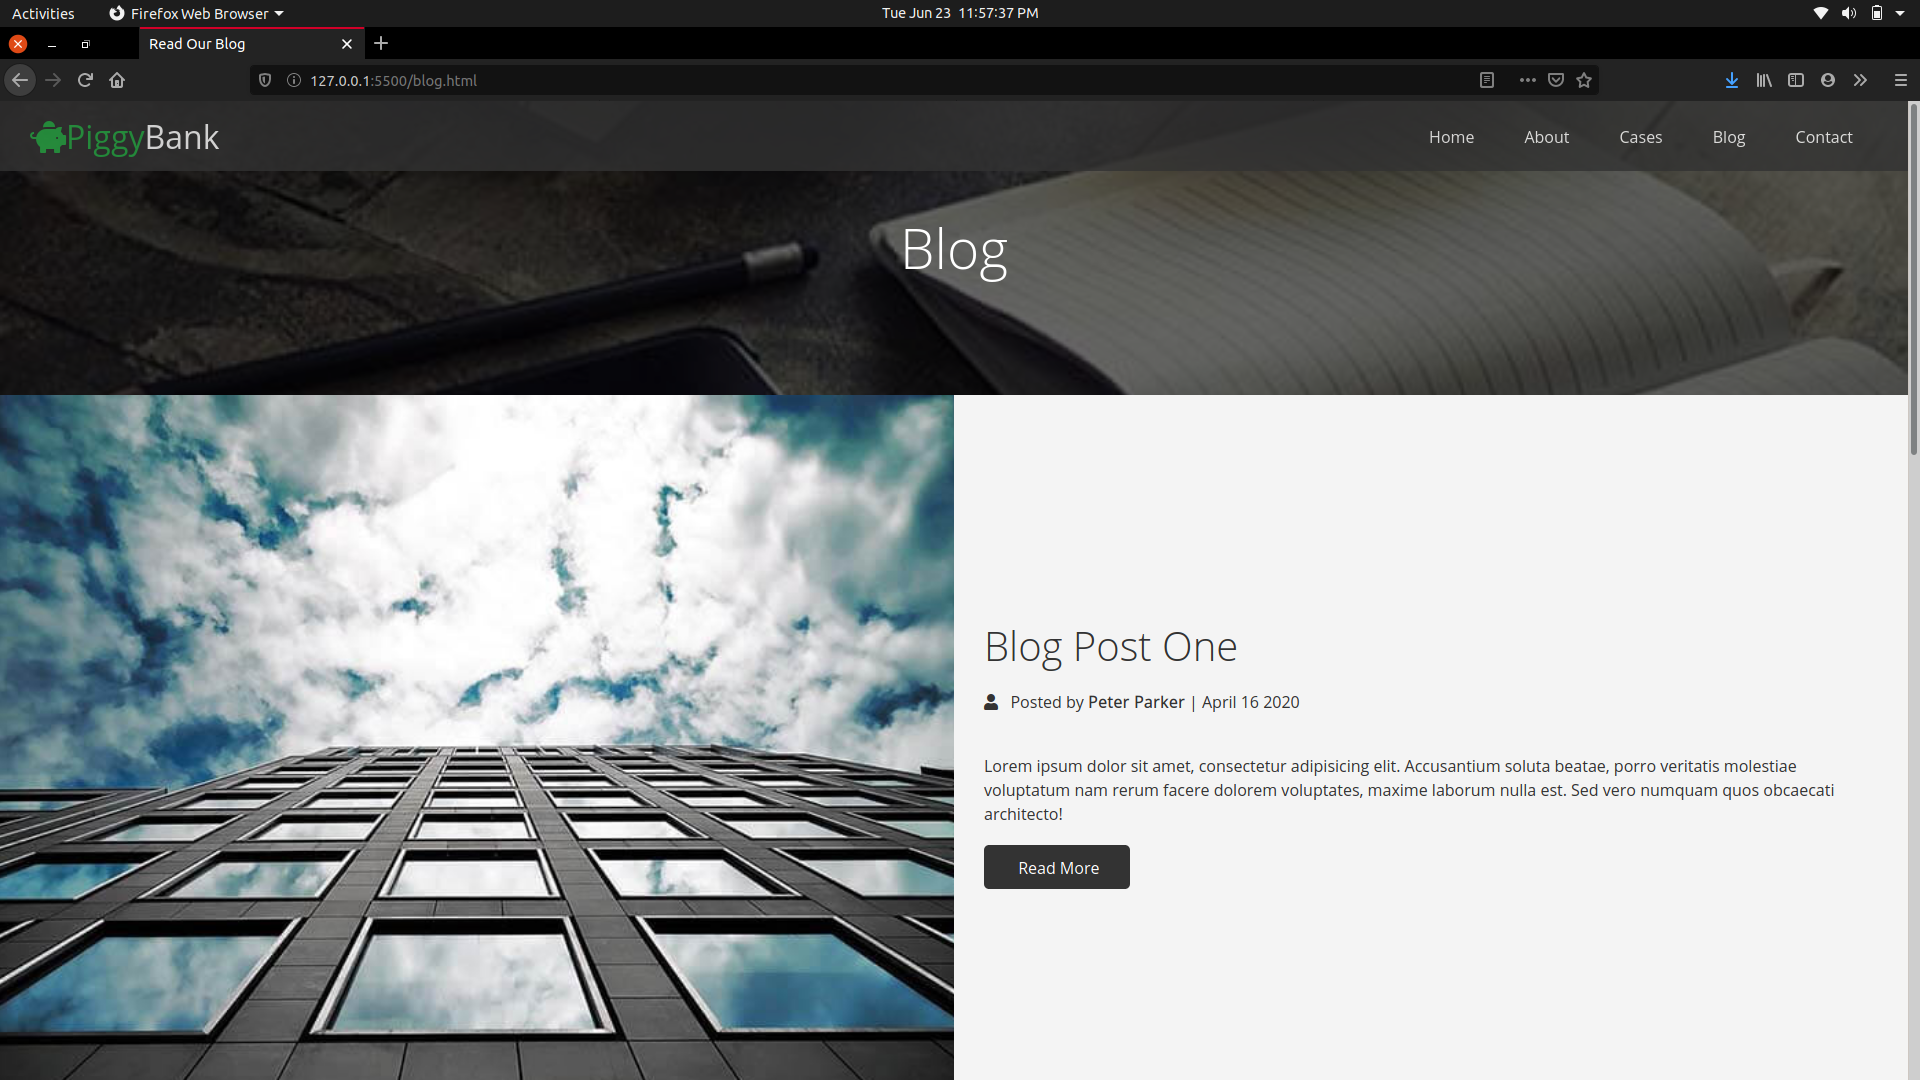 Activities
Firefox Web Browser
Tue Jun 23 11:57:37 PM
Read Our Blog
127.0.0.1:5500/blog.html
PiggyBank
Home
About
Cases
Blog
Contact
Blog
Blog Post One
Posted by Peter Parker | April 16 2020
Lorem ipsum dolor sit amet, consectetur adipisicing elit. Accusantium soluta beatae, porro veritatis molestiae
voluptatum nam rerum facere dolorem voluptates, maxime laborum nulla est. Sed vero numquam quos obcaecati
architecto!
Read More